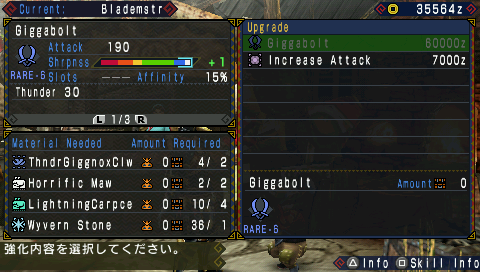 Current: Blademstr
35564z
Giggabolt
Attack 190
Shrpnss +1
RARE-6 Slots --- Affinity 15%
Thunder 30
L 1/3 R
Material Needed Amount Required
ThndrGiggnoxClw 0 4/ 2
Horrific Maw 0 2/ 2
LightningCarpce 0 10/ 4
Wyvern Stone 0 36/ 1
Upgrade
Giggabolt 60000z
Increase Attack 7000z
Giggabolt Amount 0
RARE-6
強化内容を選択してください。
△ Info □ Skill Info